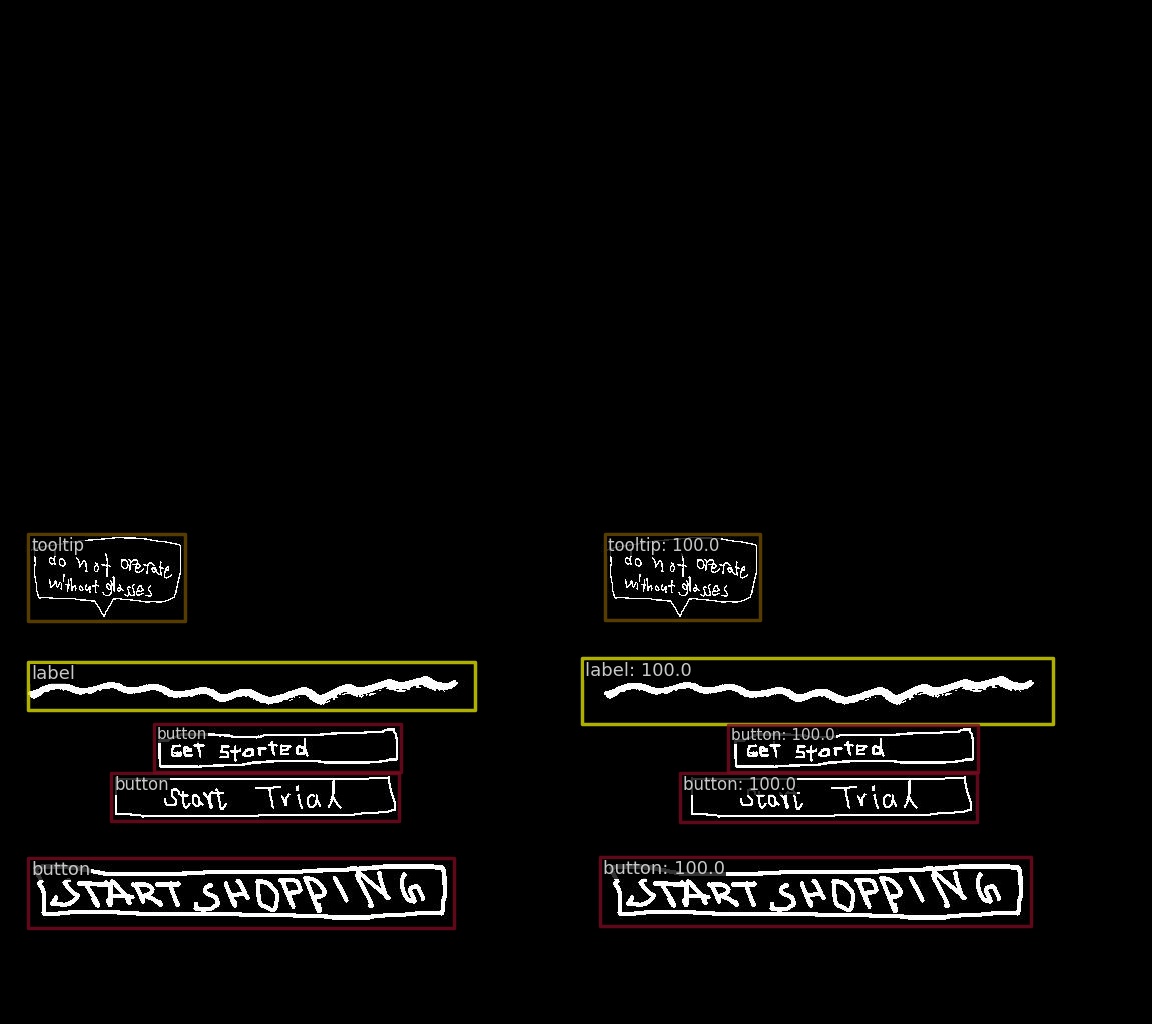 tooltip
do not operate
without glasses
tooltip: 100.0
do not operate
without glasses
label
label: 100.0
button
GET Started
button: 100.0
GET Started
button
Start Trial
button: 100.0
Start Trial
button
START SHOPPING
button: 100.0
START SHOPPING